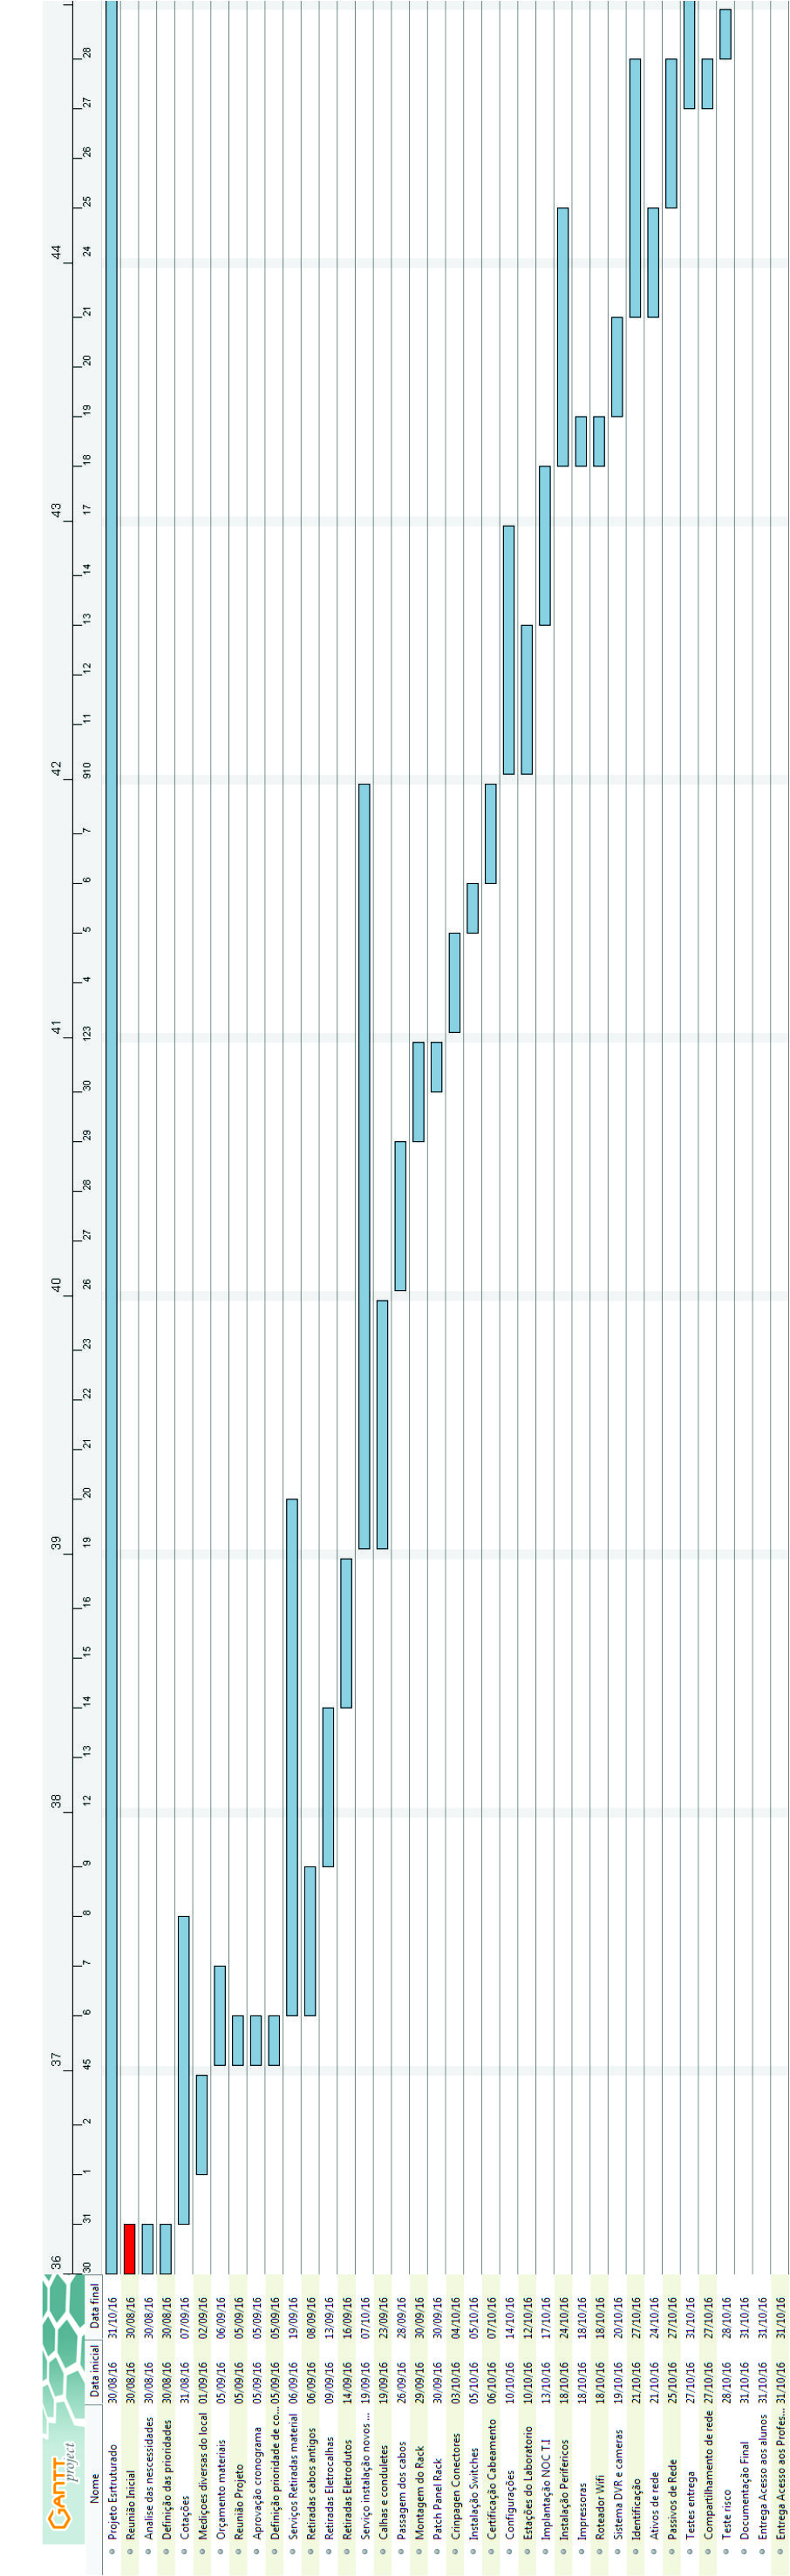 GANTT
project
Nome Data inicial Data final
Projeto Esrtruturado 30/08/16 31/10/16
Reunião Inicial 30/08/16 30/08/16
Analise das nescessidades 30/08/16 30/08/16
Definição das prioridades 30/08/16 30/08/16
Cotações 31/08/16 07/09/16
Mediçoes diversas do local 01/09/16 02/09/16
Orçamento materiais 05/09/16 06/09/16
Reunião Projeto 05/09/16 05/09/16
Aprovação cronograma 05/09/16 05/09/16
Definição prioridade de co... 05/09/16 05/09/16
Serviços Retiradas material 06/09/16 19/09/16
Retiradas cabos antigos 06/09/16 08/09/16
Retiradas Eletrocalhas 09/09/16 13/09/16
Retiradas Eletrodutos 14/09/16 16/09/16
Serviço instalação novos ... 19/09/16 07/10/16
Calhas e conduletes 19/09/16 23/09/16
Passagem dos cabos 26/09/16 28/09/16
Montagem do Rack 29/09/16 30/09/16
Patch Panel Rack 30/09/16 30/09/16
Crinpagen Conectores 03/10/16 04/10/16
Instalação Switches 05/10/16 05/10/16
Certificação Cabeamento 06/10/16 07/10/16
Configurações 10/10/16 14/10/16
Estações do Laboratorio 10/10/16 12/10/16
Implantação NOC T.I 13/10/16 17/10/16
Instalação Perifericos 18/10/16 24/10/16
Impressoras 18/10/16 18/10/16
Roteador Wifi 18/10/16 18/10/16
Sistema DVR e cameras 19/10/16 20/10/16
Identificação 21/10/16 27/10/16
Ativos de rede 21/10/16 24/10/16
Passivos de Rede 25/10/16 27/10/16
Testes entrega 27/10/16 31/10/16
Compartilhamento de rede 27/10/16 27/10/16
Teste risco 28/10/16 28/10/16
Documentação Final 31/10/16 31/10/16
Entrega Acesso aos alunos 31/10/16 31/10/16
Entrega Acesso aos Profes... 31/10/16 31/10/16
36 37 38 39 40 41 42 43 44
30 31 1 2 45 6 7 8 9 12 13 14 15 16 19 20 21 22 23 26 27 28 29 30 123 4 5 6 7 910 11 12 13 14 17 18 19 20 21 24 25 26 27 28